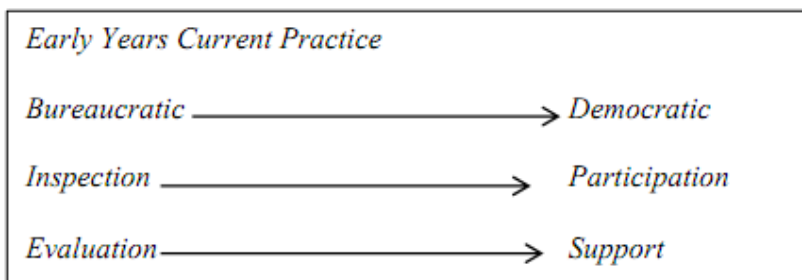 Early Years Current Practice
Bureaucratic Democratic
Inspection Participation
Evaluation Support